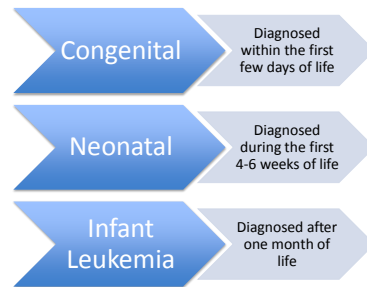 Congenital
Diagnosed
within the first
few days of life
Neonatal
Diagnosed
during the first
4-6 weeks of life
Infant
Leukemia
Diagnosed after
one month of
life